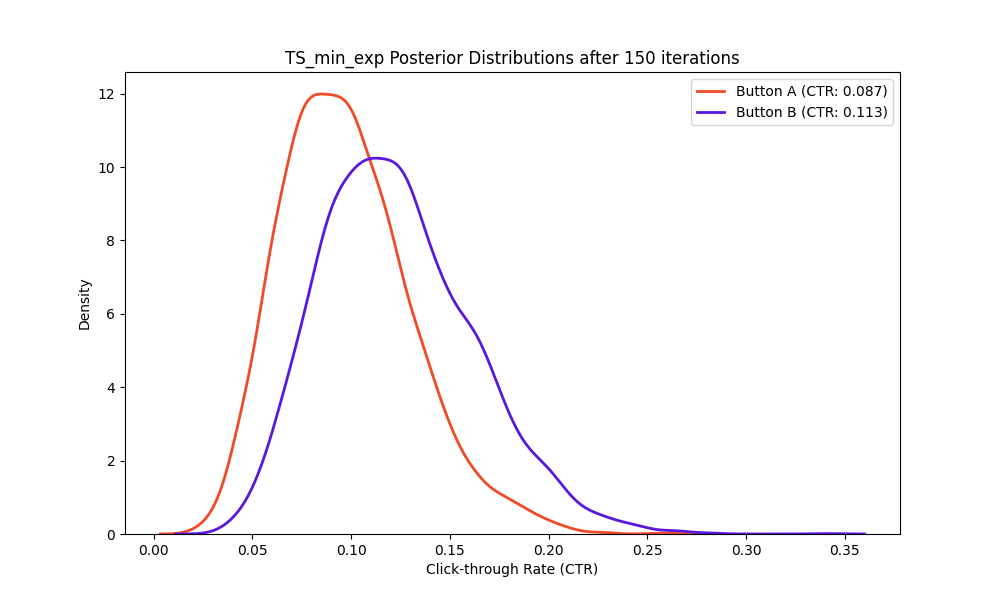 TS_min_exp Posterior Distributions after 150 iterations
Button A (CTR: 0.087)
Button B (CTR: 0.113)
Density
12
10
8
6
4
2
0
0.00 0.05 0.10 0.15 0.20 0.25 0.30 0.35
Click-through Rate (CTR)